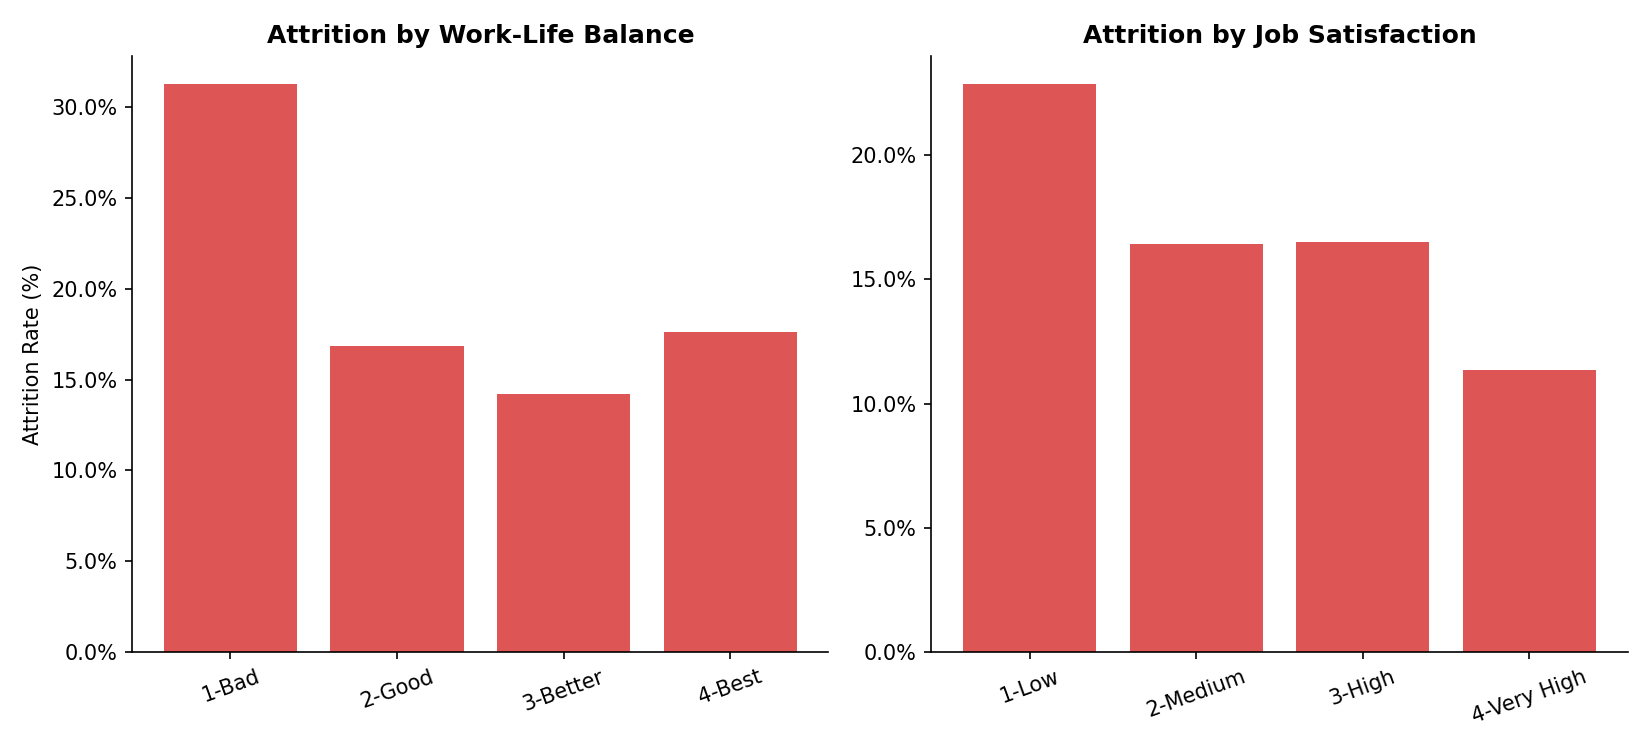 Attrition by Work-Life Balance
Attrition Rate (%)
30.0%
25.0%
20.0%
15.0%
10.0%
5.0%
0.0%
1-Bad
2-Good
3-Better
4-Best
Attrition by Job Satisfaction
20.0%
15.0%
10.0%
5.0%
0.0%
1-Low
2-Medium
3-High
4-Very High